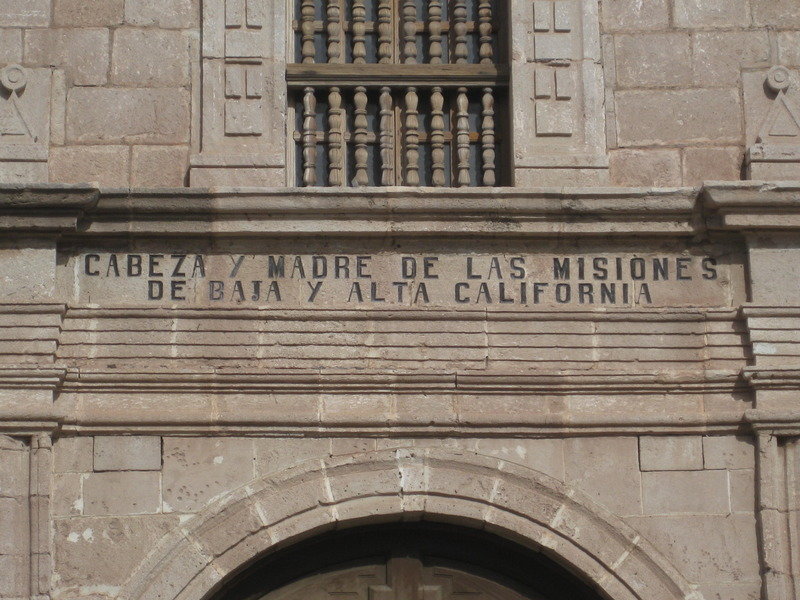 CABEZA Y MADRE DE LAS MISIONES
DE BAJA Y ALTA CALIFORNIA